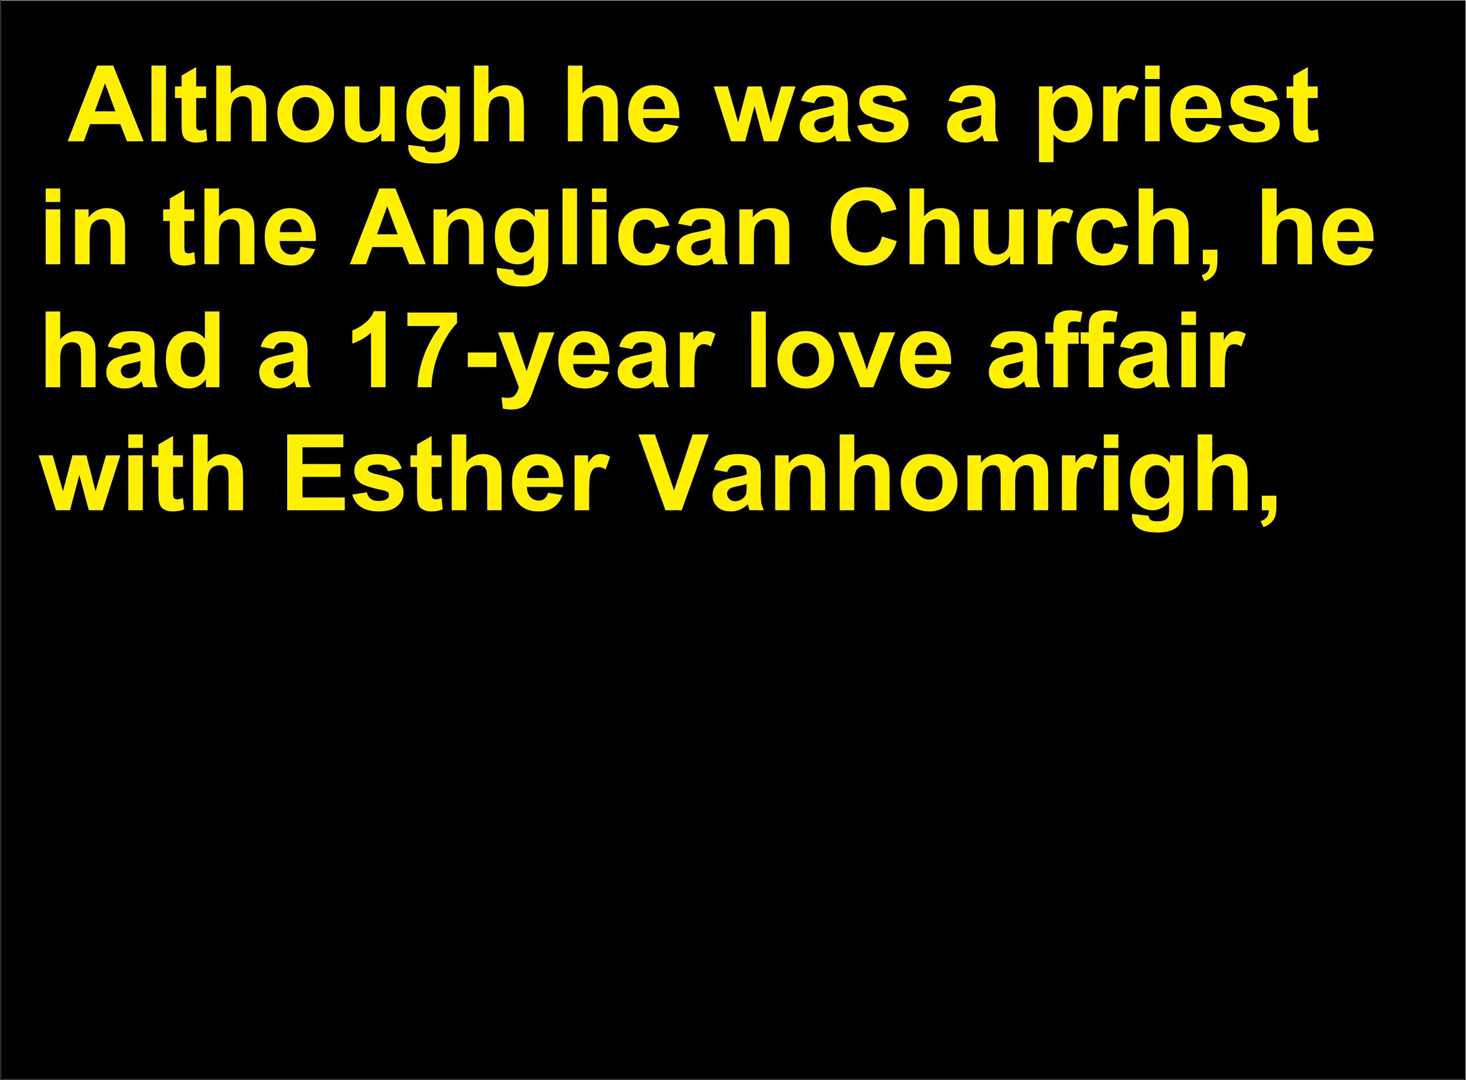 Although he was a priest
in the Anglican Church, he
had a 17-year love affair
with Esther Vanhomrigh,